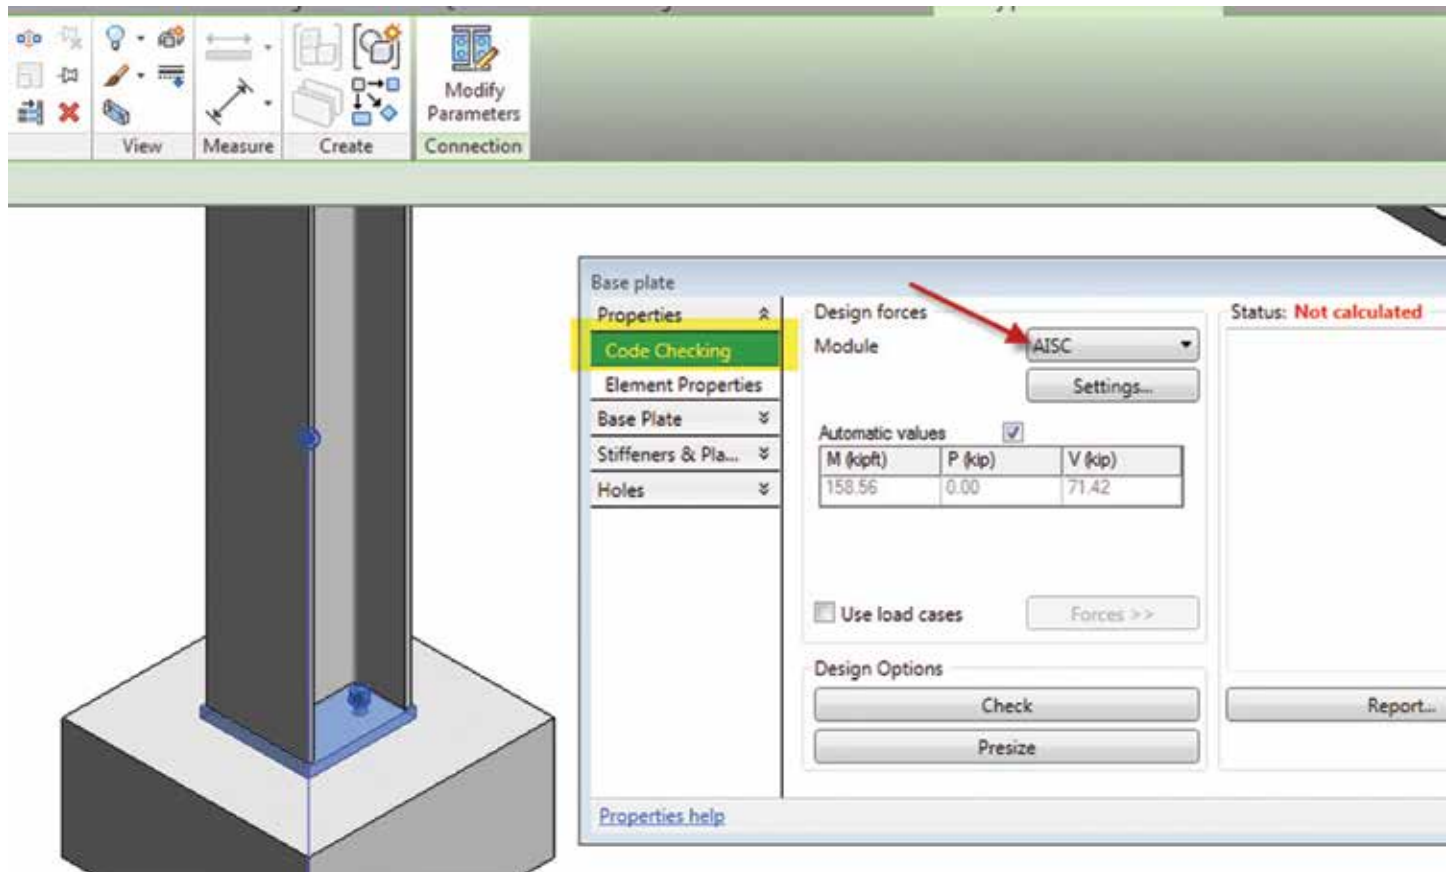 Modify
Parameters
View
Measure
Create
Connection
Base plate
Properties
Code Checking
Element Properties
Base Plate
Stiffeners & Pla...
Holes
Design forces
Module
AISC
Settings...
Automatic values
M (kipft) P (kip) V (kip)
158.56 0.00 71.42
Use load cases
Forces >>
Design Options
Check
Presize
Status: Not calculated
Report...
Properties help